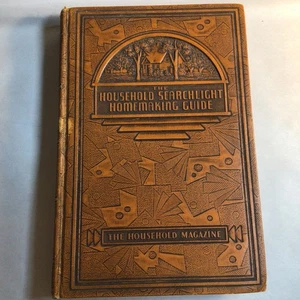 THE
HOUSEHOLD SEARCHLIGHT
HOMEMAKING GUIDE
THE HOUSEHOLD MAGAZINE